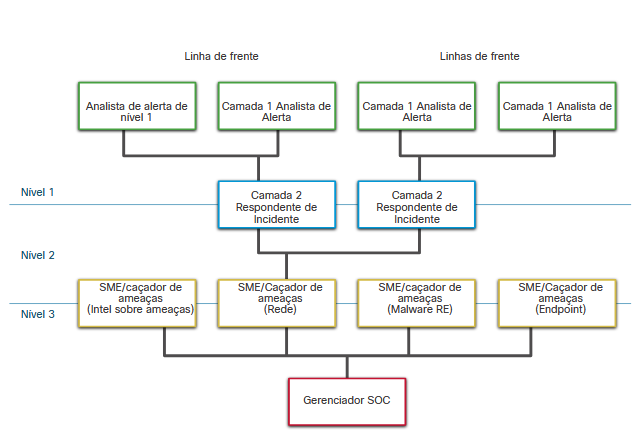 Linha de frente
Linhas de frente
Analista de alerta de
nível 1
Camada 1 Analista de
Alerta
Camada 1 Analista de
Alerta
Camada 1 Analista de
Alerta
Nível 1
Camada 2
Respondente de
Incidente
Camada 2
Respondente de
Incidente
Nível 2
SME/caçador de
ameaças
(Intel sobre ameaças)
SME/Caçador de
ameaças
(Rede)
SME/caçador de
ameaças
(Malware RE)
SME/Caçador de
ameaças
(Endpoint)
Nível 3
Gerenciador SOC